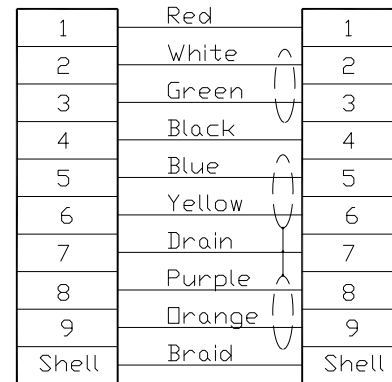 1 Red 1
2 White 2
3 Green 3
4 Black 4
5 Blue 5
6 Yellow 6
7 Drain 7
8 Purple 8
9 Orange 9
Shell Braid Shell